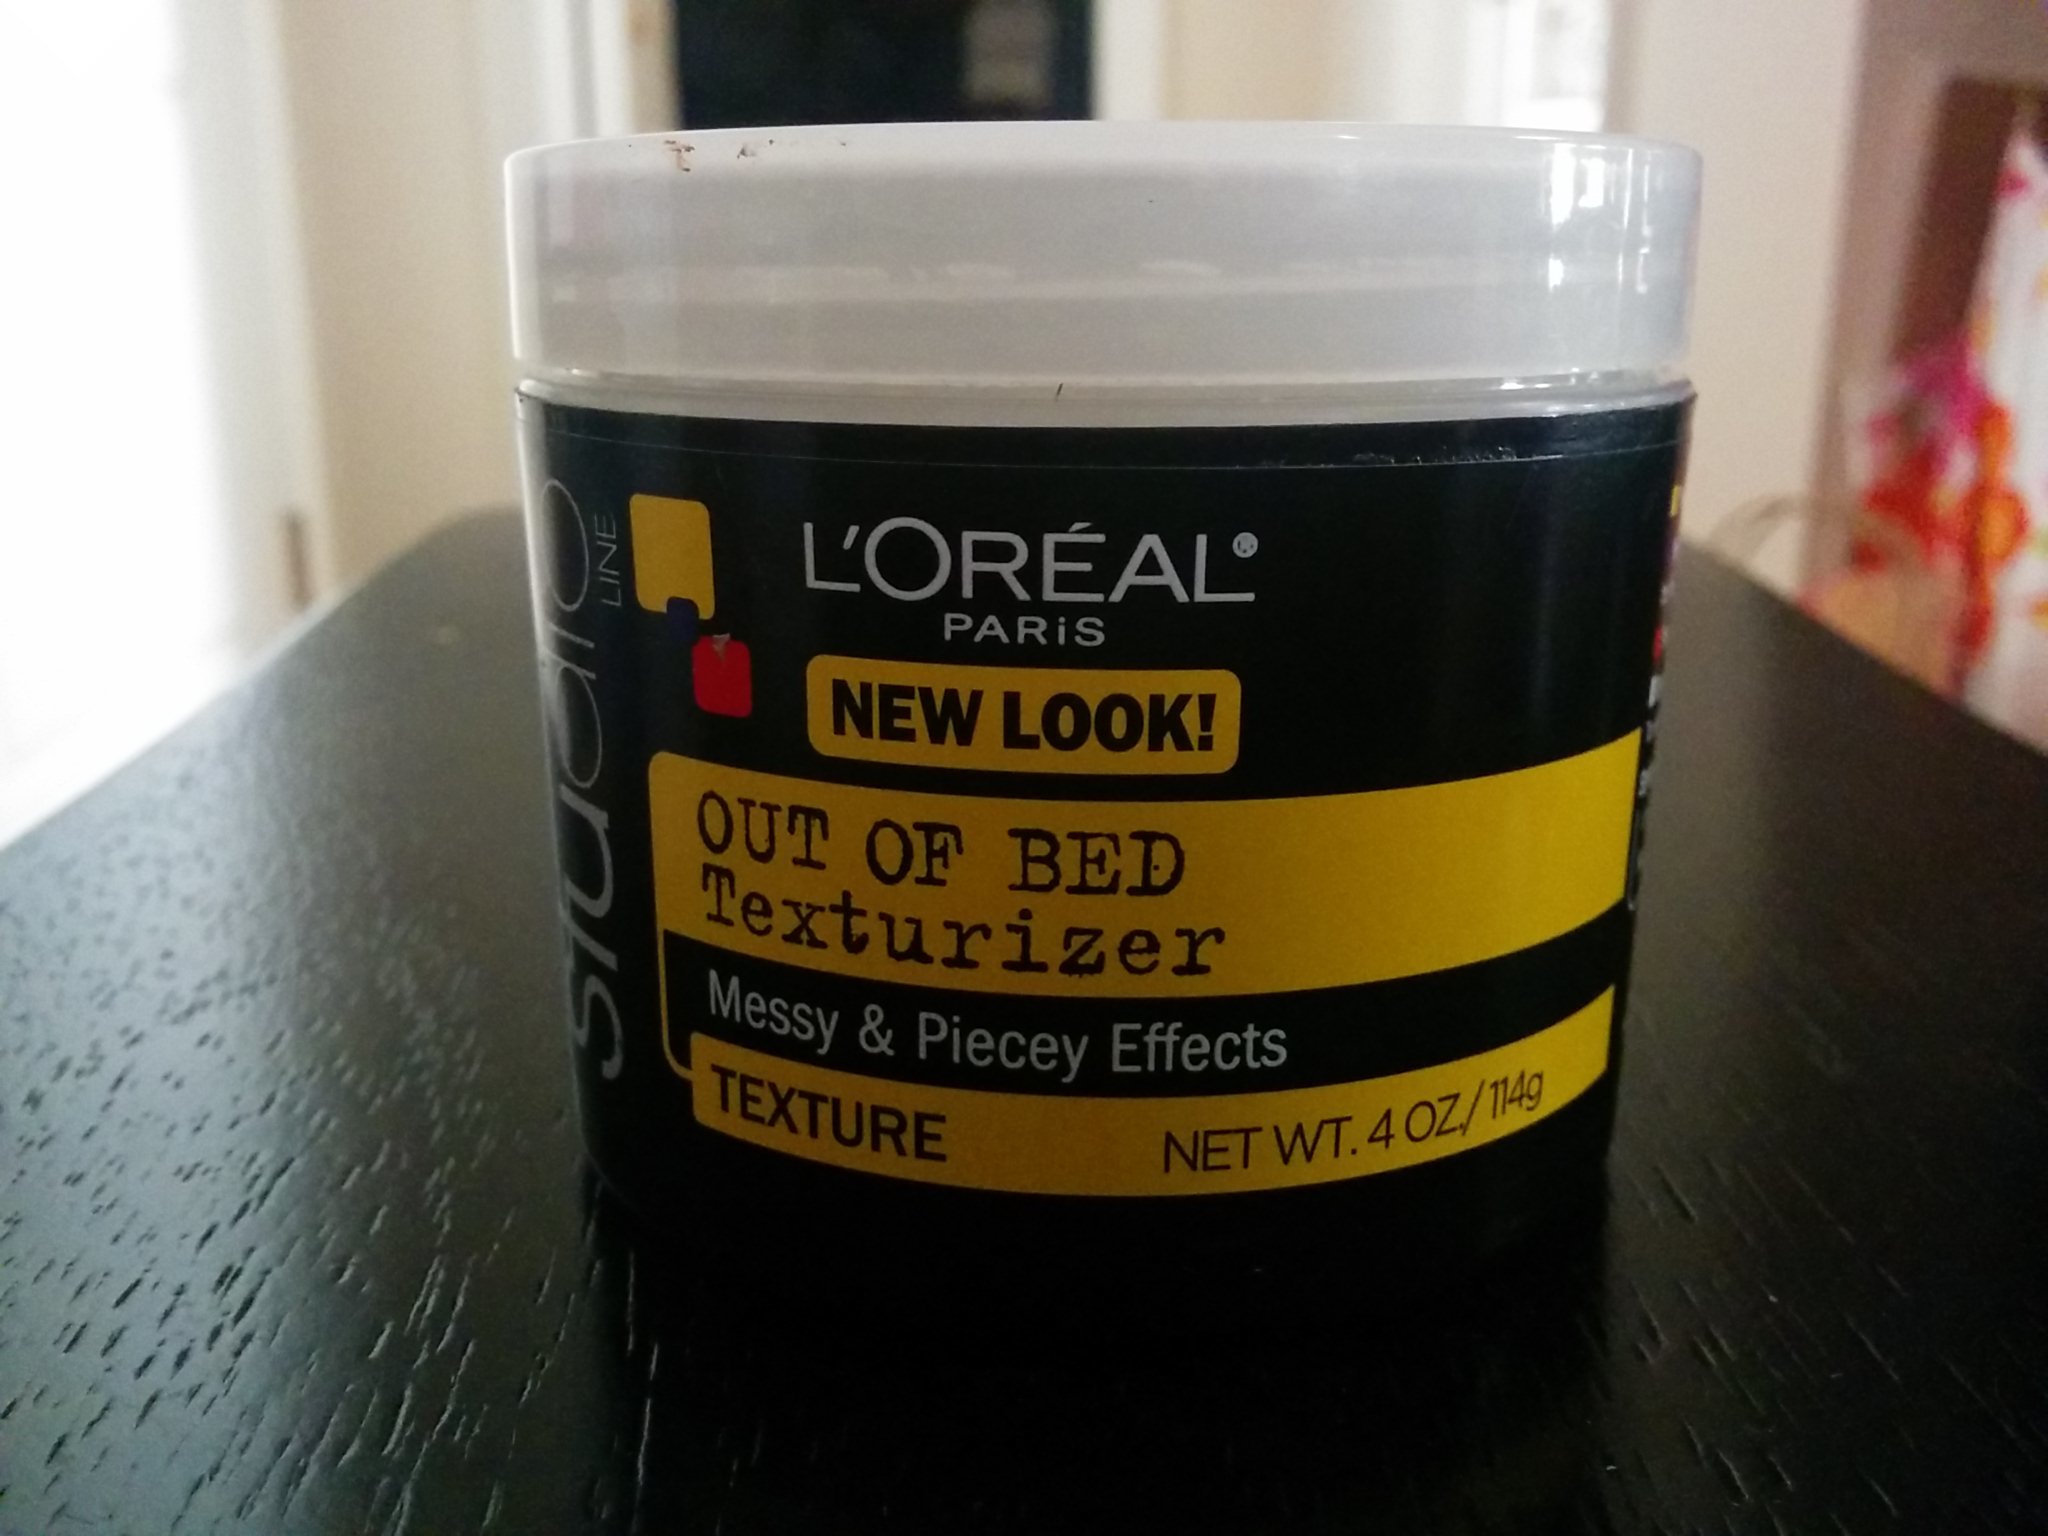 studio
LINE
L'ORÉAL®
PARiS
NEW LOOK!
OUT OF BED
Texturizer
Messy & Piecey Effects
TEXTURE
NET WT. 4 OZ./114g